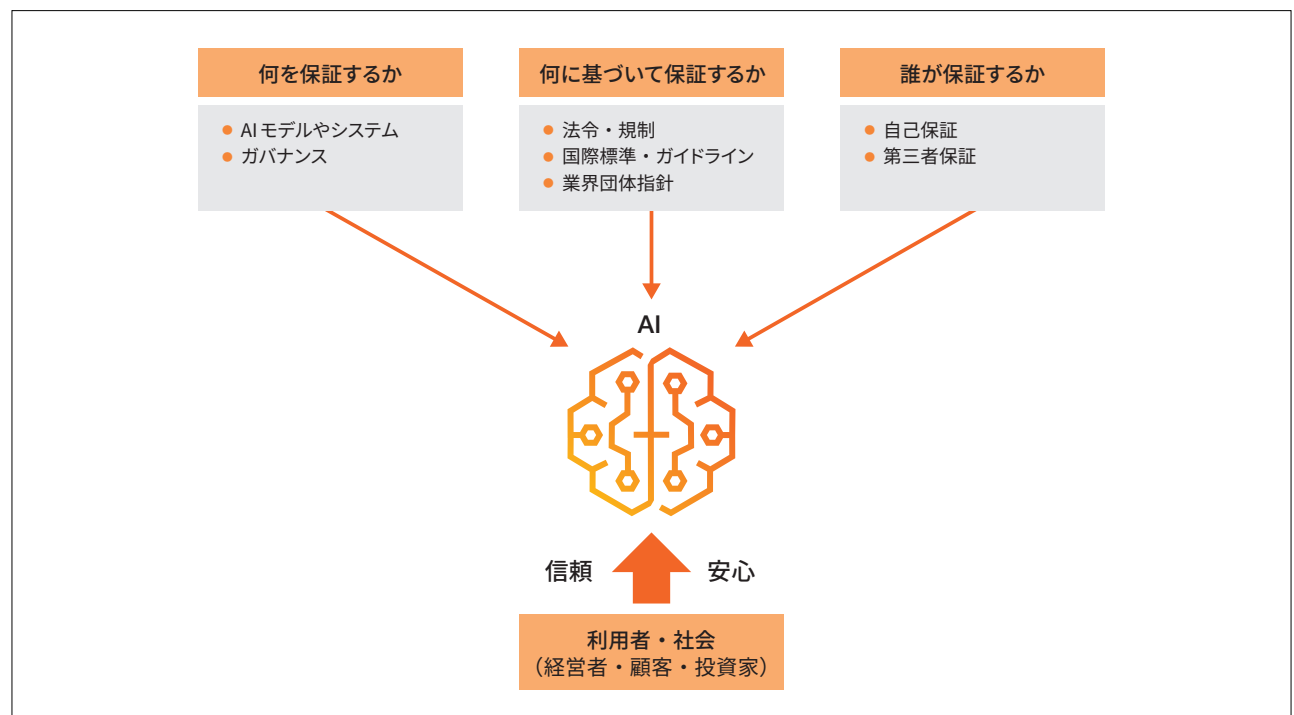 何を保証するか
● AIモデルやシステム
● ガバナンス
何に基づいて保証するか
● 法令・規制
● 国際標準・ガイドライン
● 業界団体指針
誰が保証するか
● 自己保証
● 第三者保証
AI
信頼
安心
利用者・社会
（経営者・顧客・投資家）